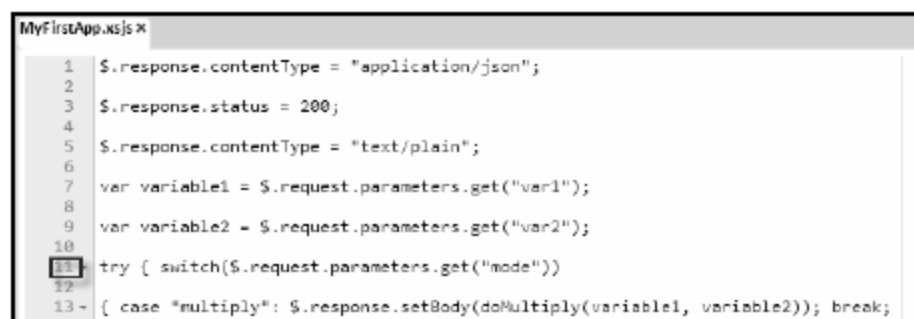 MyFirstApp.xsjs ×
1 $.response.contentType = "application/json";
2
3 $.response.status = 200;
4
5 $.response.contentType = "text/plain";
6
7 var variable1 = $.request.parameters.get("var1");
8
9 var variable2 = $.request.parameters.get("var2");
10
11 try { switch($.request.parameters.get("mode"))
12
13 { case "multiply": $.response.setBody(doMultiply(variable1, variable2)); break;